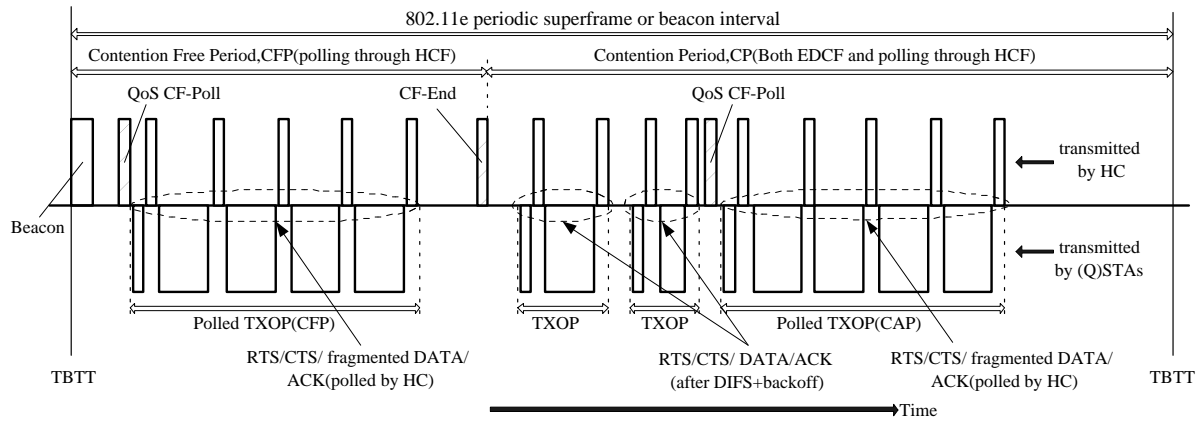 802.11e periodic superframe or beacon interval
Contention Free Period,CFP(polling through HCF)
Contention Period,CP(Both EDCF and polling through HCF)
QoS CF-Poll
CF-End
QoS CF-Poll
transmitted
by HC
Beacon
transmitted
by (Q)STAs
Polled TXOP(CFP)
TXOP
TXOP
Polled TXOP(CAP)
RTS/CTS/ fragmented DATA/
ACK(polled by HC)
RTS/CTS/ DATA/ACK
(after DIFS+backoff)
RTS/CTS/ fragmented DATA/
ACK(polled by HC)
TBTT
TBTT
Time